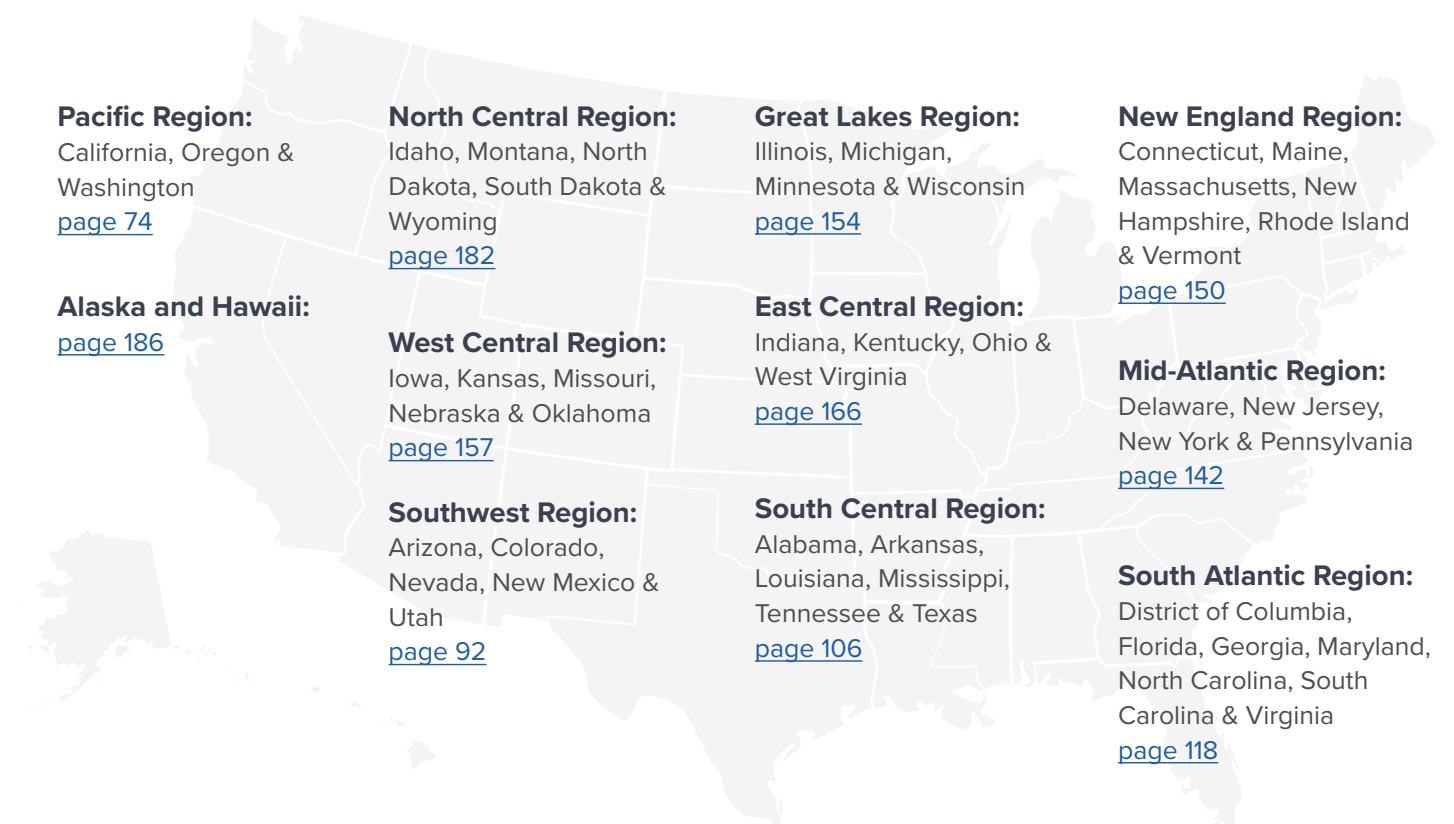 Pacific Region:
California, Oregon &
Washington
page 74
Alaska and Hawaii:
page 186
North Central Region:
Idaho, Montana, North
Dakota, South Dakota &
Wyoming
page 182
West Central Region:
Iowa, Kansas, Missouri,
Nebraska & Oklahoma
page 157
Southwest Region:
Arizona, Colorado,
Nevada, New Mexico &
Utah
page 92
Great Lakes Region:
Illinois, Michigan,
Minnesota & Wisconsin
page 154
East Central Region:
Indiana, Kentucky, Ohio &
West Virginia
page 166
South Central Region:
Alabama, Arkansas,
Louisiana, Mississippi,
Tennessee & Texas
page 106
New England Region:
Connecticut, Maine,
Massachusetts, New
Hampshire, Rhode Island
& Vermont
page 150
Mid-Atlantic Region:
Delaware, New Jersey,
New York & Pennsylvania
page 142
South Atlantic Region:
District of Columbia,
Florida, Georgia, Maryland,
North Carolina, South
Carolina & Virginia
page 118